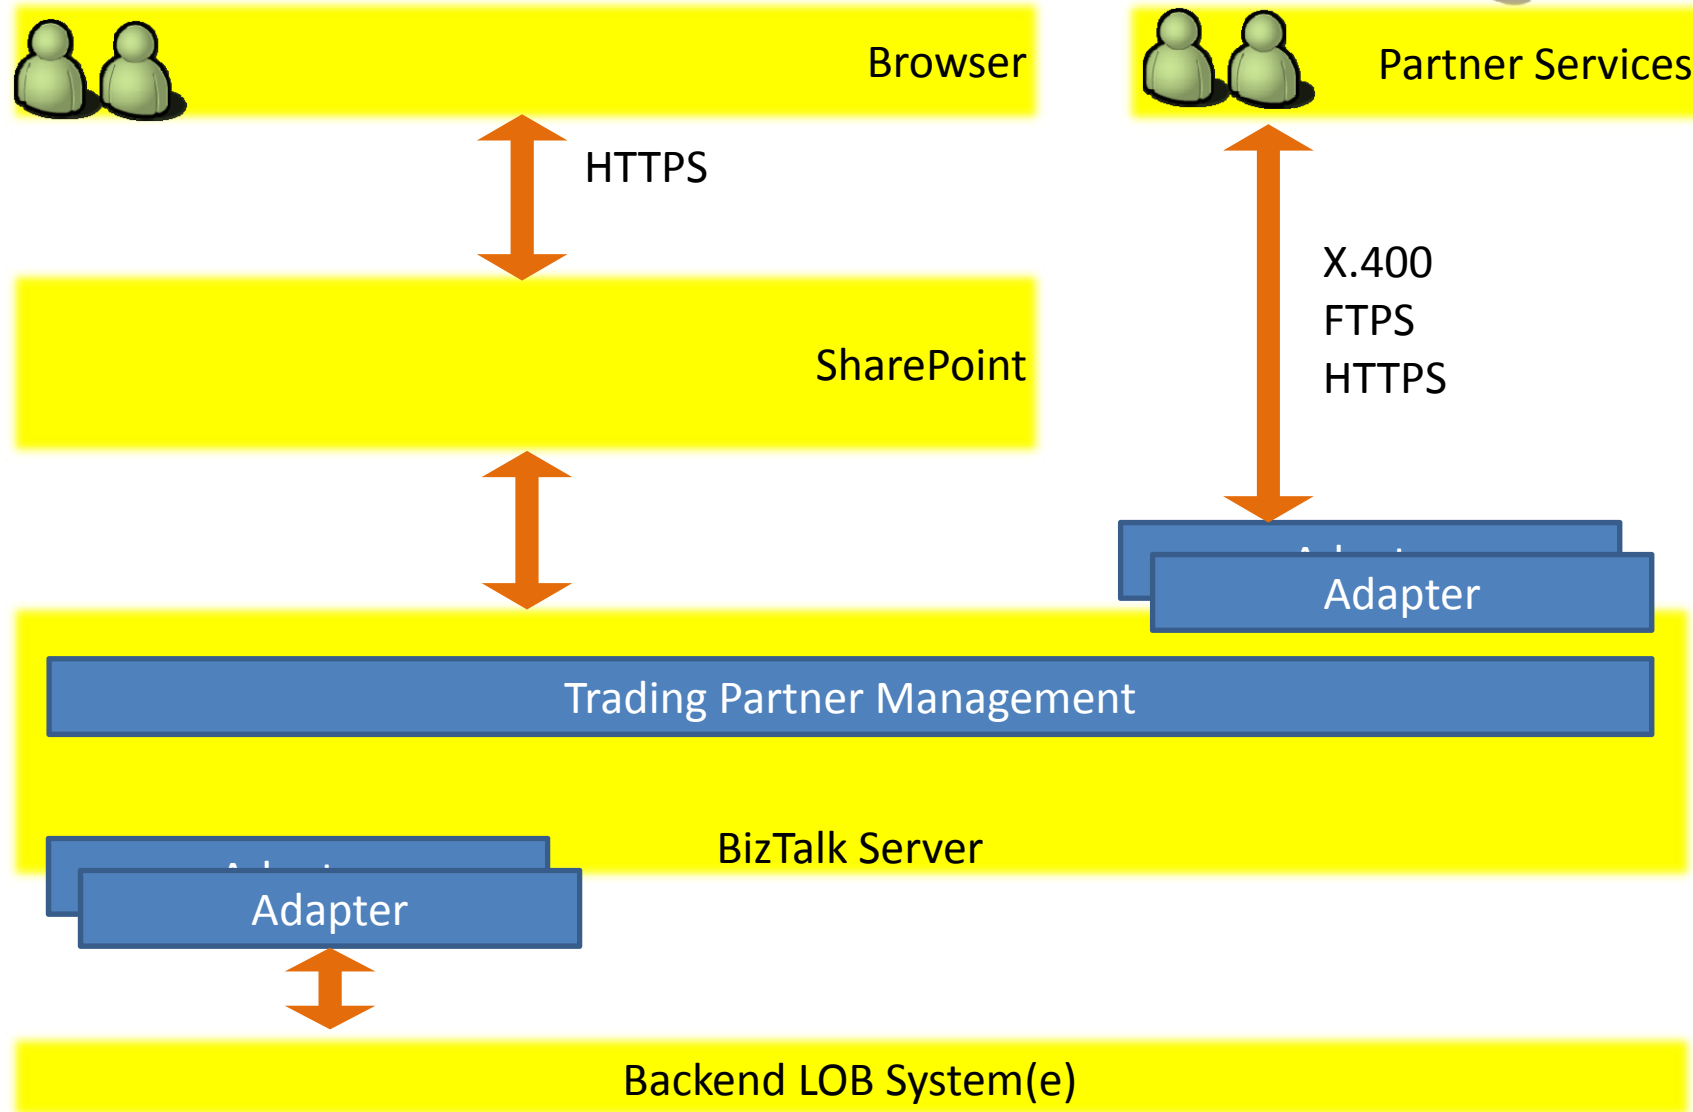 Browser
Partner Services
HTTPS
X.400
FTPS
HTTPS
SharePoint
Adapter
Trading Partner Management
BizTalk Server
Adapter
Backend LOB System(e)